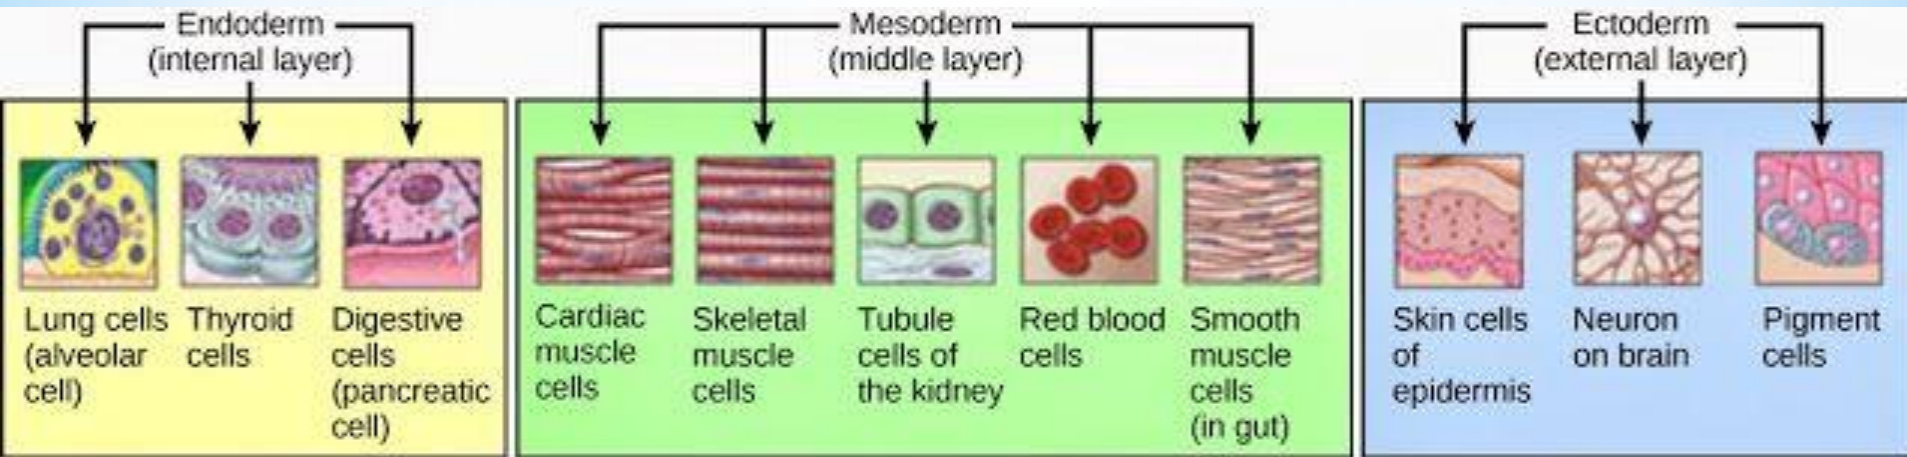 Endoderm
(internal layer)
Lung cells
(alveolar
cell)
Thyroid
cells
Digestive
cells
(pancreatic
cell)
Mesoderm
(middle layer)
Cardiac
muscle
cells
Skeletal
muscle
cells
Tubule
cells of
the kidney
Red blood
cells
Smooth
muscle
cells
(in gut)
Ectoderm
(external layer)
Skin cells
of
epidermis
Neuron
on brain
Pigment
cells